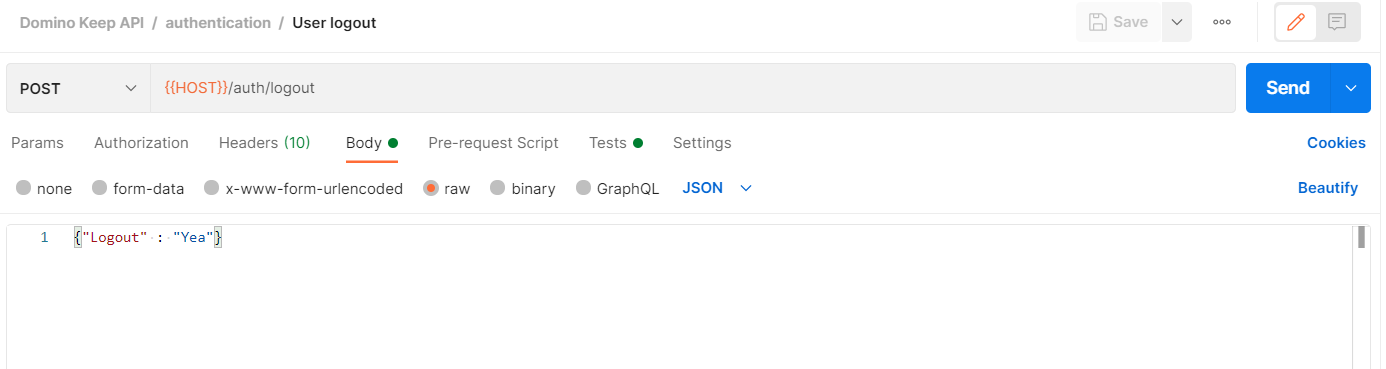 Domino Keep API / authentication / User logout
Save
POST
{{HOST}}/auth/logout
Send
Params Authorization Headers (10) Body Pre-request Script Tests Settings Cookies
none form-data x-www-form-urlencoded raw binary GraphQL JSON Beautify
1 {"Logout" : "Yea"}